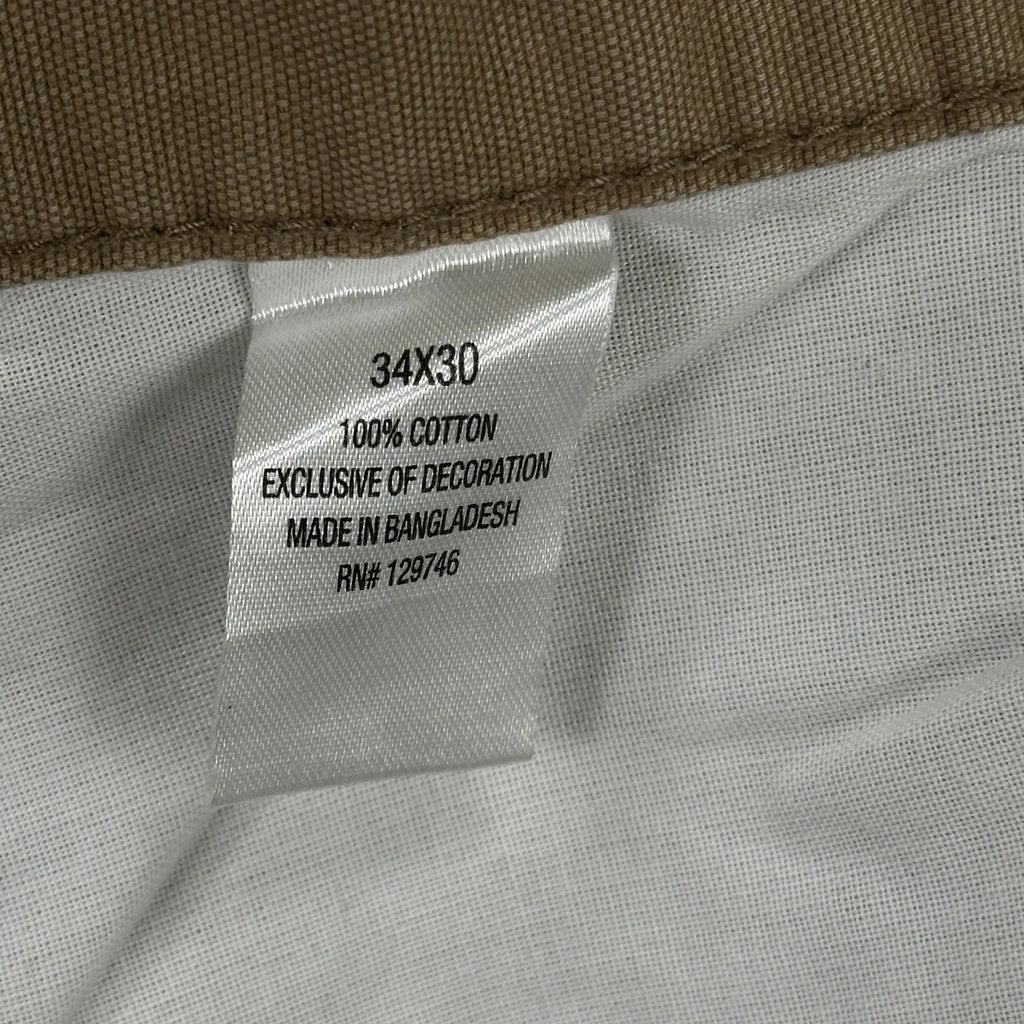 34X30
100% COTTON
EXCLUSIVE OF DECORATION
MADE IN BANGLADESH
RN# 129746